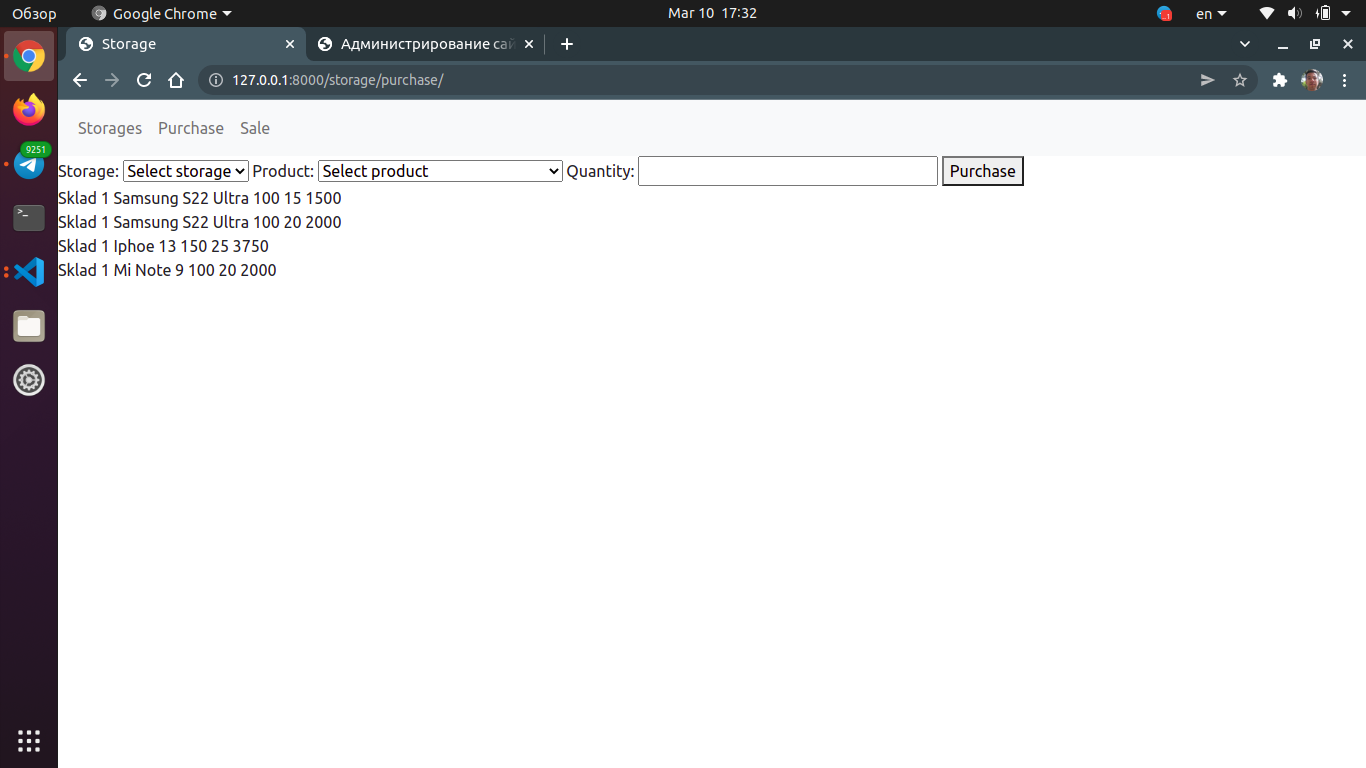 Обзор Google Chrome Mar 10 17:32 en
Storage Администрирование сай
127.0.0.1:8000/storage/purchase/
9251
Storages Purchase Sale
Storage: Select storage Product: Select product Quantity: Purchase
Sklad 1 Samsung S22 Ultra 100 15 1500
Sklad 1 Samsung S22 Ultra 100 20 2000
Sklad 1 Iphoe 13 150 25 3750
Sklad 1 Mi Note 9 100 20 2000